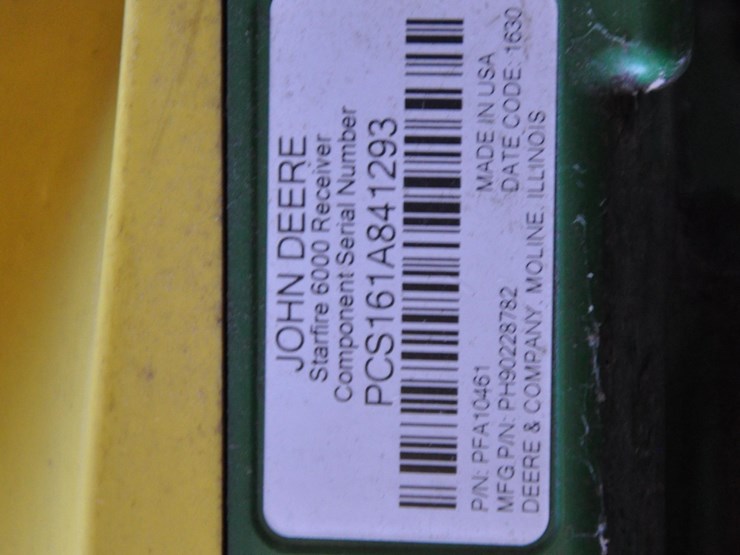 JOHN DEERE
Starfire 6000 Receiver
Component Serial Number
PCS161A841293
P/N: PFA10461 MADE IN USA
MFG P/N: PH90228782 DATE CODE: 1630
DEERE & COMPANY, MOLINE, ILLINOIS